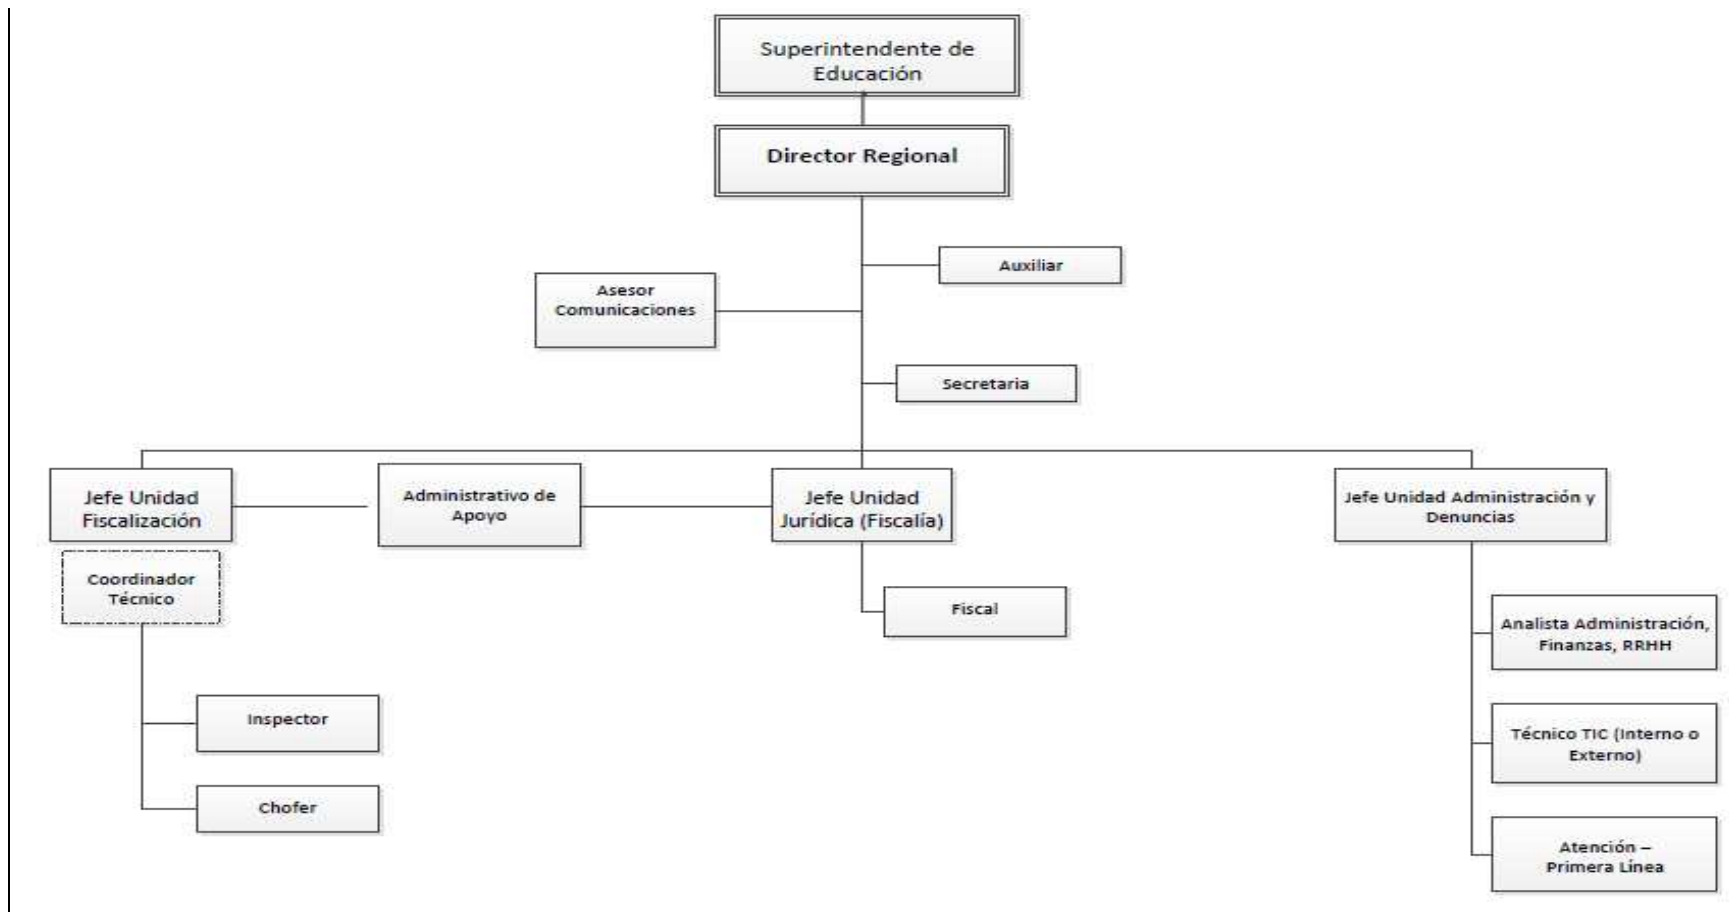 Superintendente de
Educación
Director Regional
Auxiliar
Asesor
Comunicaciones
Secretaria
Jefe Unidad
Fiscalización
Administrativo de
Apoyo
Jefe Unidad
Jurídica (Fiscalía)
Jefe Unidad Administración y
Denuncias
Coordinador
Técnico
Fiscal
Analista Administración,
Finanzas, RRHH
Inspector
Técnico TIC (Interno o
Externo)
Chofer
Atención –
Primera Línea